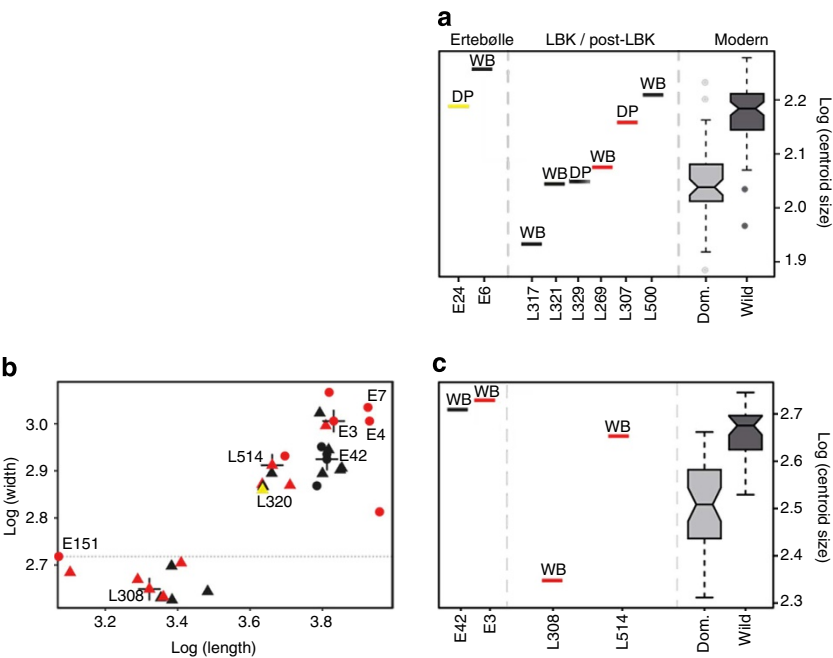 a
Ertebølle LBK / post-LBK Modern
WB
DP
WB
WB
DP
WB
DP
WB
WB
2.2
2.1
2.0
1.9
Log (centroid size)
E24 E6 L317 L321 L329 L269 L307 L500 Dom. Wild
b
3.0
2.9
2.8
2.7
Log (width)
E7
E3
E4
L514
E42
L320
E151
L308
3.2 3.4 3.6 3.8
Log (length)
c
WB
WB
WB
WB
2.7
2.6
2.5
2.4
2.3
Log (centroid size)
E42 E3 L308 L514 Dom. Wild